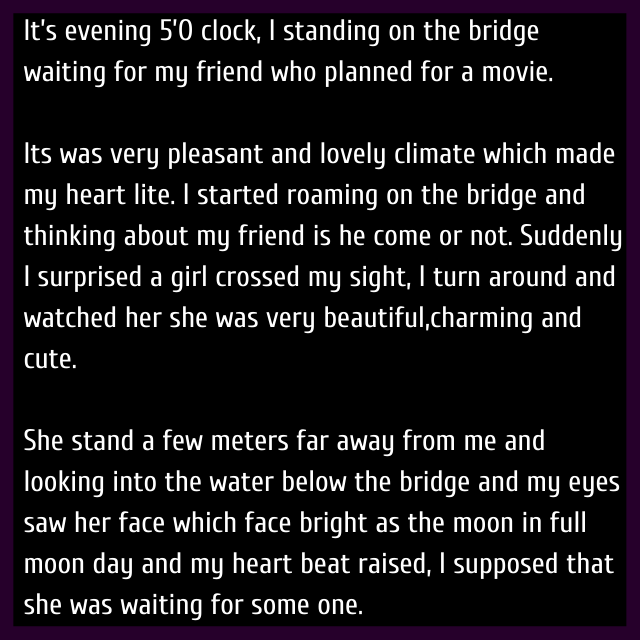 It's evening 5'O clock, I standing on the bridge
waiting for my friend who planned for a movie.
Its was very pleasant and lovely climate which made
my heart lite. I started roaming on the bridge and
thinking about my friend is he come or not. Suddenly
I surprised a girl crossed my sight, I turn around and
watched her she was very beautiful,charming and
cute.
She stand a few meters far away from me and
looking into the water below the bridge and my eyes
saw her face which face bright as the moon in full
moon day and my heart beat raised, I supposed that
she was waiting for some one.